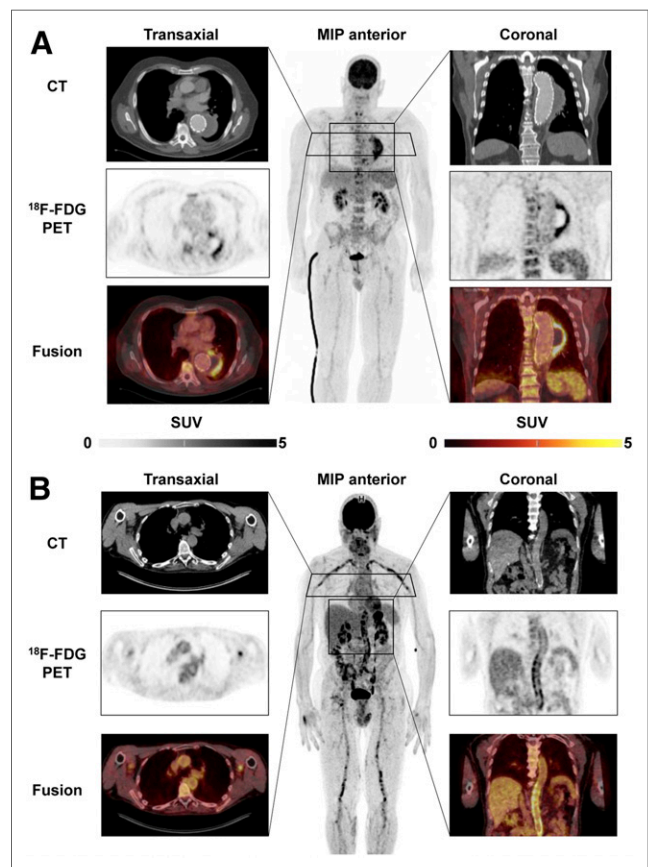 A
Transaxial
MIP anterior
Coronal
CT
18F-FDG
PET
Fusion
SUV
0
5
SUV
0
5
B
Transaxial
MIP anterior
Coronal
CT
18F-FDG
PET
Fusion